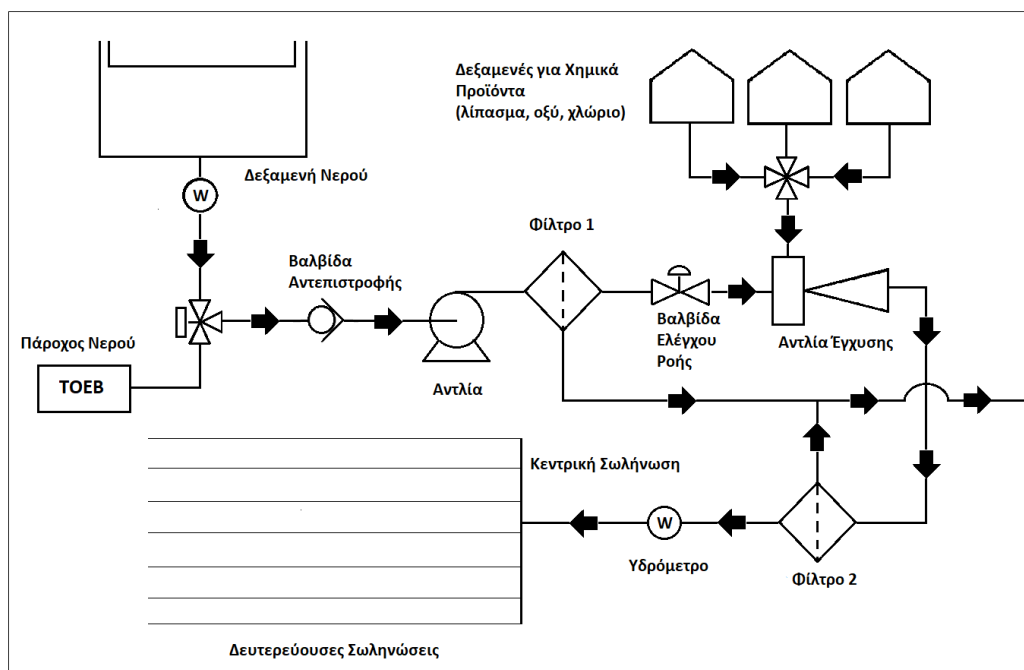 Δεξαμενές για Χημικά
Προϊόντα
(λίπασμα, οξύ, χλώριο)
Δεξαμενή Νερού
W
Φίλτρο 1
Βαλβίδα
Αντεπιστροφής
Πάροχος Νερού
ΤΟΕΒ
Αντλία
Βαλβίδα
Ελέγχου
Ροής
Αντλία Έγχυσης
Κεντρική Σωλήνωση
W
Υδρόμετρο
Φίλτρο 2
Δευτερεύουσες Σωληνώσεις